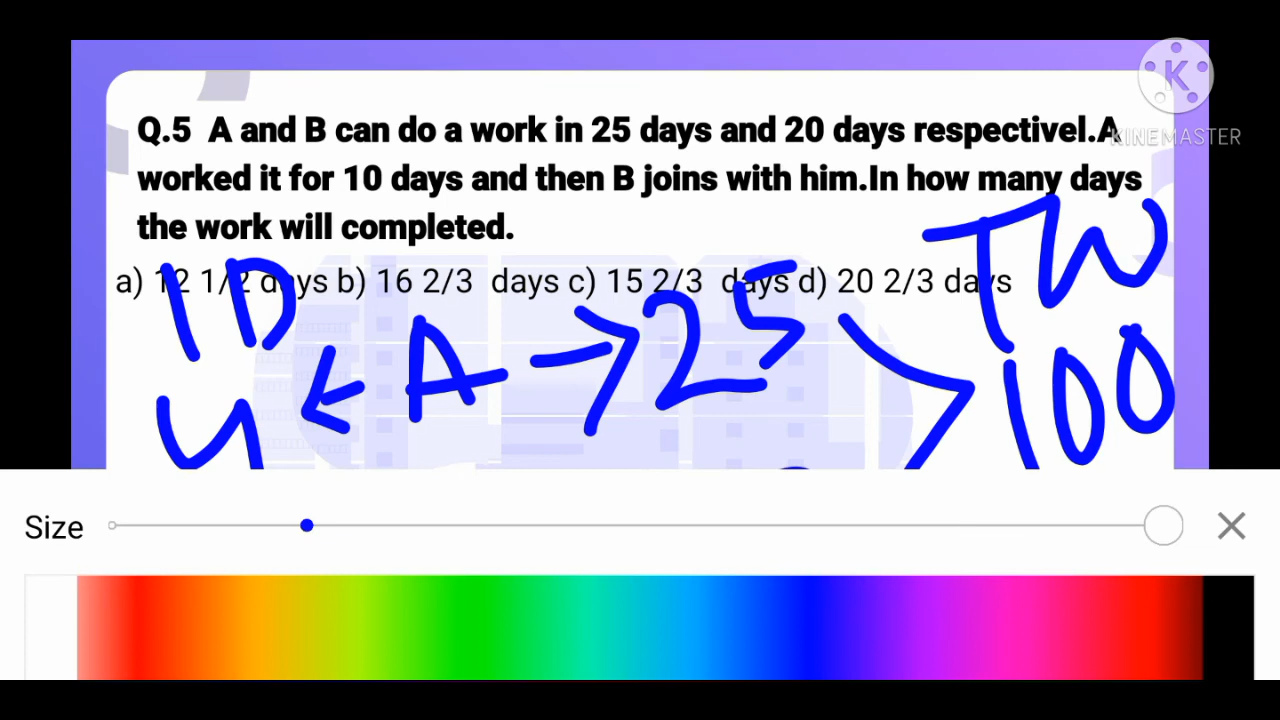 K
KINEMASTER
Q.5 A and B can do a work in 25 days and 20 days respectivel.A
worked it for 10 days and then B joins with him.In how many days
the work will completed.
a) 12 1/2 days b) 16 2/3 days c) 15 2/3 days d) 20 2/3 days
TW
1D
A → 25
100
4 ←
Size